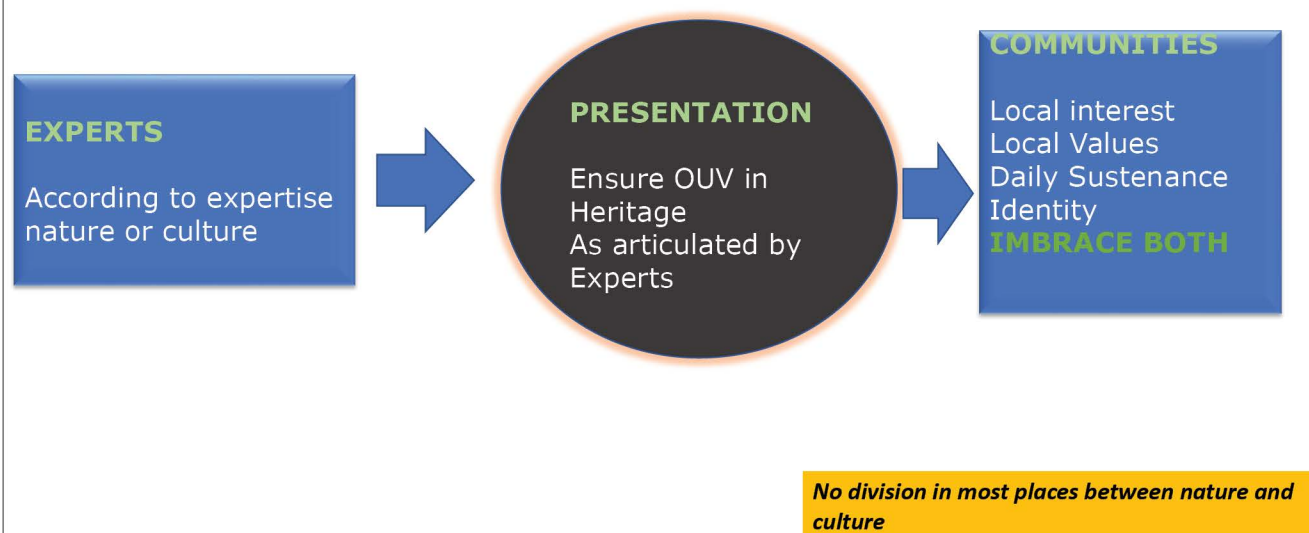 EXPERTS
According to expertise
nature or culture
PRESENTATION
Ensure OUV in
Heritage
As articulated by
Experts
COMMUNITIES
Local interest
Local Values
Daily Sustenance
Identity
IMBRACE BOTH
No division in most places between nature and
culture